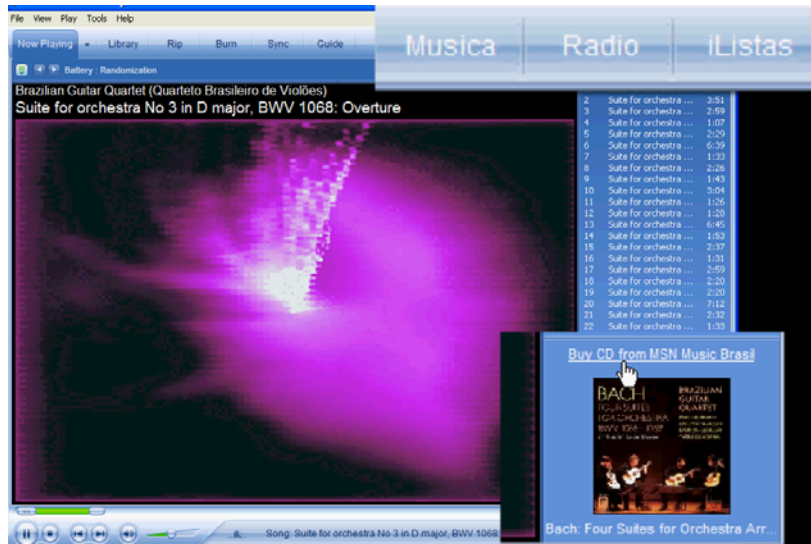 File View Play Tools Help
Now Playing Library Rip Burn Sync Guide
Musica Radio iListas
Battery : Randomization
Brazilian Guitar Quartet (Quarteto Brasileiro de Violões)
Suite for orchestra No 3 in D major, BWV 1068: Overture
2 Suite for orchestra ... 3:51
3 Suite for orchestra ... 2:59
4 Suite for orchestra ... 1:07
5 Suite for orchestra ... 2:29
6 Suite for orchestra ... 6:39
7 Suite for orchestra ... 1:33
8 Suite for orchestra ... 2:26
9 Suite for orchestra ... 1:43
10 Suite for orchestra ... 3:04
11 Suite for orchestra ... 1:26
12 Suite for orchestra ... 1:28
13 Suite for orchestra ... 6:45
14 Suite for orchestra ... 1:53
15 Suite for orchestra ... 2:37
16 Suite for orchestra ... 1:31
17 Suite for orchestra ... 2:59
18 Suite for orchestra ... 2:20
19 Suite for orchestra ... 2:20
20 Suite for orchestra ... 7:12
21 Suite for orchestra ... 2:32
22 Suite for orchestra ... 1:33
Buy CD from MSN Music Brasil
BACH
FOUR SUITES
FOR ORCHESTRA
BRAZILIAN
GUITAR
QUARTET
Bach: Four Suites for Orchestra Arr...
Song: Suite for orchestra No 3 in D major, BWV 1068